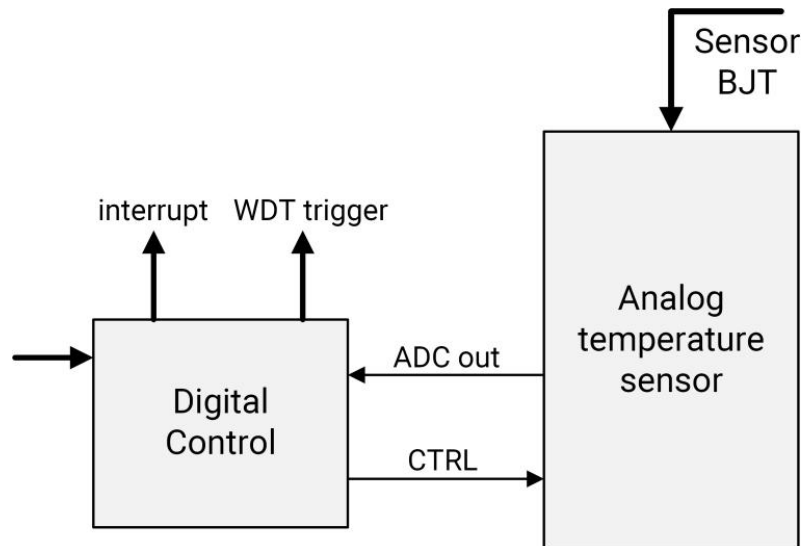 Sensor
BJT
interrupt
WDT trigger
Analog
temperature
sensor
ADC out
Digital
Control
CTRL